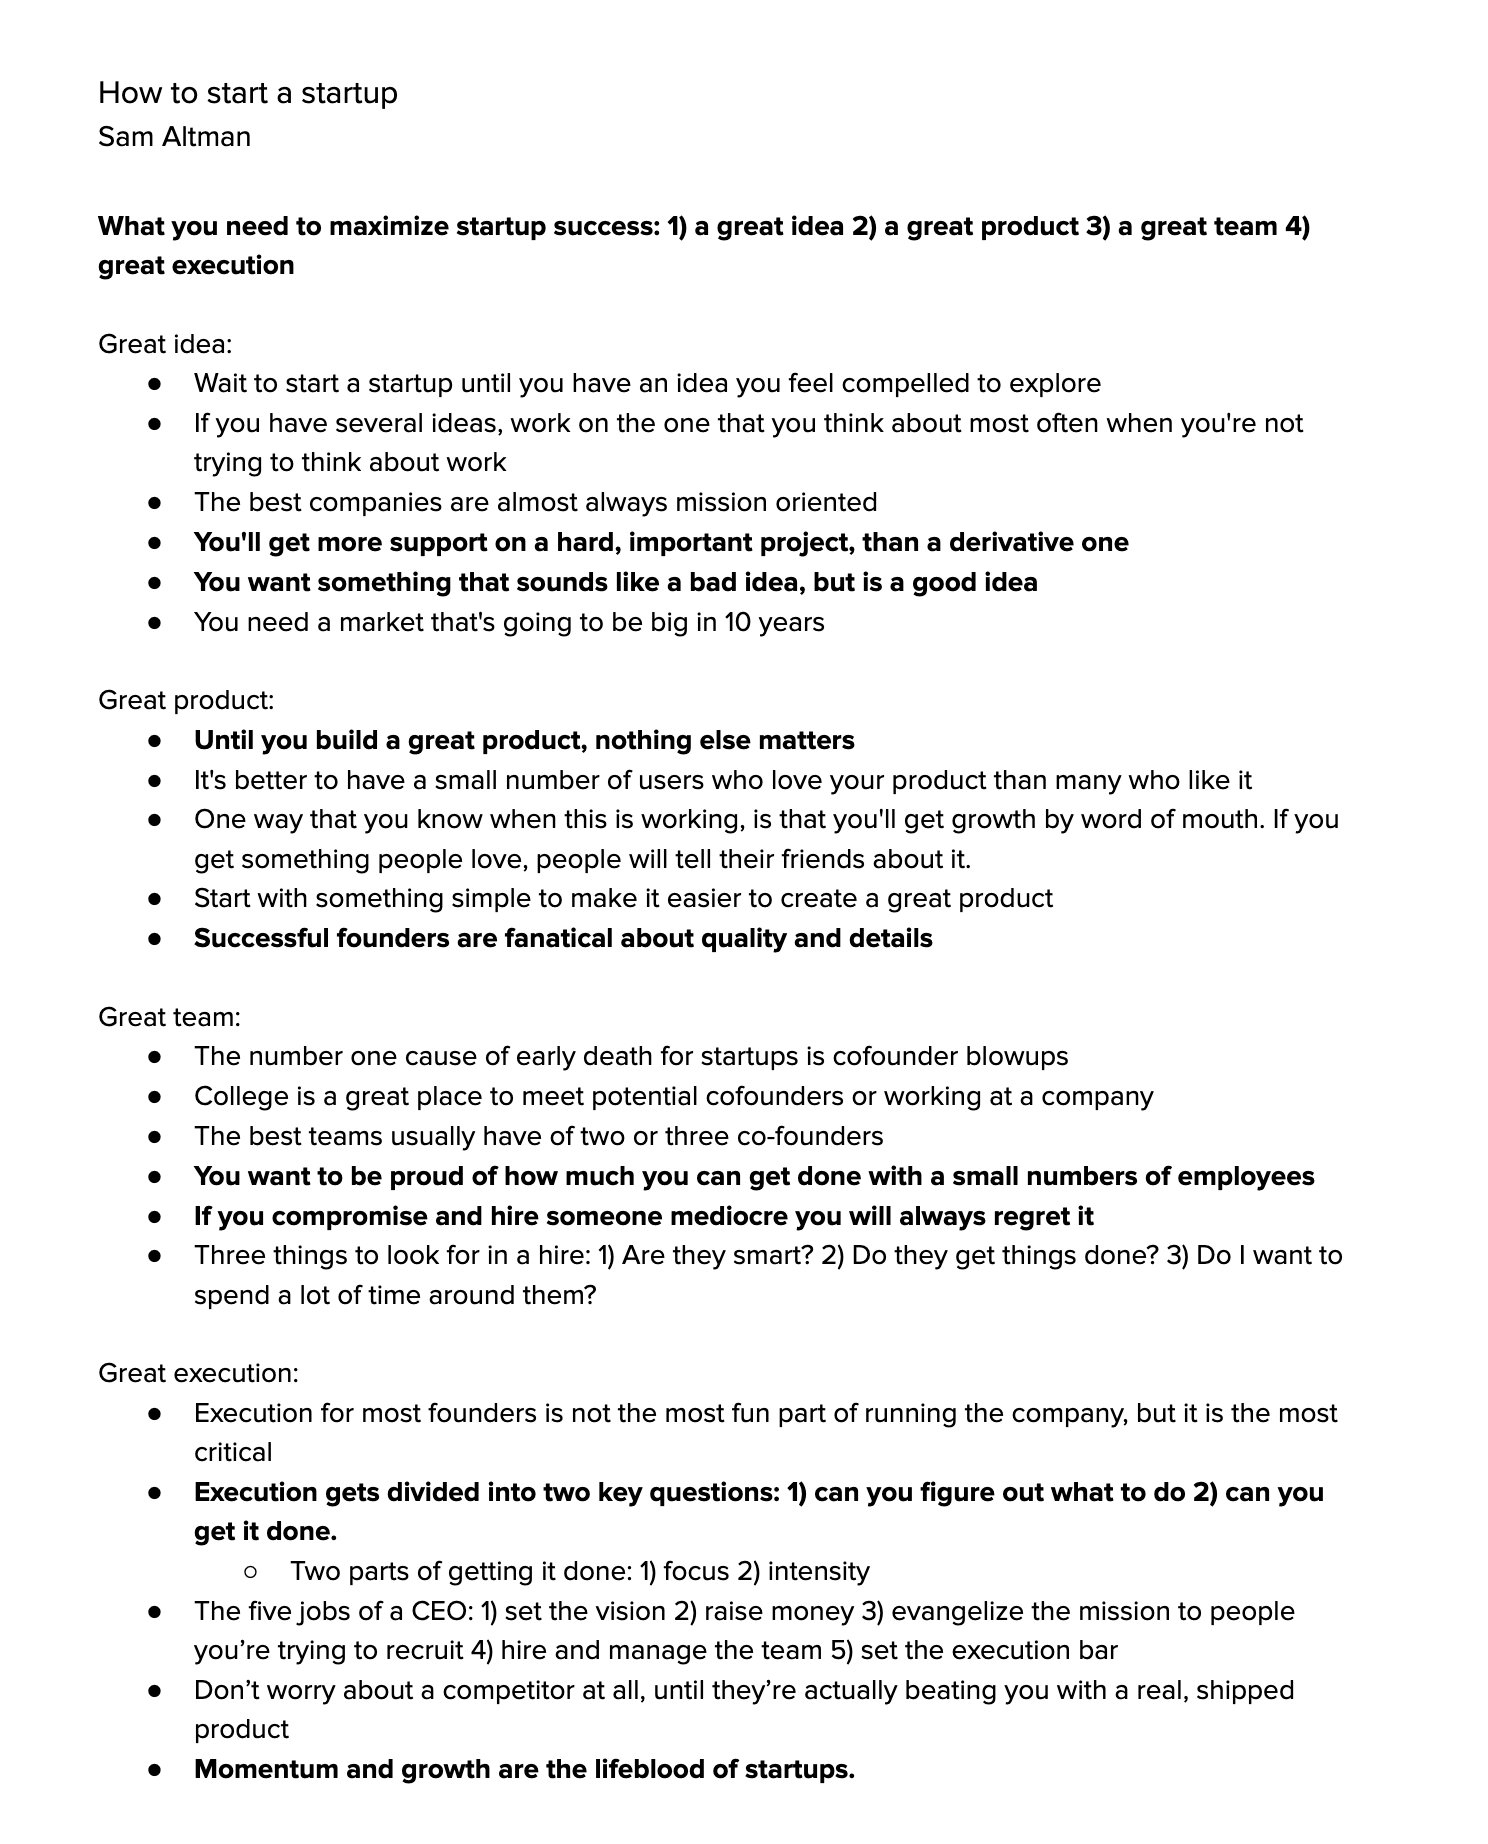 How to start a startup
Sam Altman
What you need to maximize startup success: 1) a great idea 2) a great product 3) a great team 4)
great execution
Great idea:
● Wait to start a startup until you have an idea you feel compelled to explore
● If you have several ideas, work on the one that you think about most often when you're not
trying to think about work
● The best companies are almost always mission oriented
● You'll get more support on a hard, important project, than a derivative one
● You want something that sounds like a bad idea, but is a good idea
● You need a market that's going to be big in 10 years
Great product:
● Until you build a great product, nothing else matters
● It's better to have a small number of users who love your product than many who like it
● One way that you know when this is working, is that you'll get growth by word of mouth. If you
get something people love, people will tell their friends about it.
● Start with something simple to make it easier to create a great product
● Successful founders are fanatical about quality and details
Great team:
● The number one cause of early death for startups is cofounder blowups
● College is a great place to meet potential cofounders or working at a company
● The best teams usually have of two or three co-founders
● You want to be proud of how much you can get done with a small numbers of employees
● If you compromise and hire someone mediocre you will always regret it
● Three things to look for in a hire: 1) Are they smart? 2) Do they get things done? 3) Do I want to
spend a lot of time around them?
Great execution:
● Execution for most founders is not the most fun part of running the company, but it is the most
critical
● Execution gets divided into two key questions: 1) can you figure out what to do 2) can you
get it done.
○ Two parts of getting it done: 1) focus 2) intensity
● The five jobs of a CEO: 1) set the vision 2) raise money 3) evangelize the mission to people
you’re trying to recruit 4) hire and manage the team 5) set the execution bar
● Don’t worry about a competitor at all, until they’re actually beating you with a real, shipped
product
● Momentum and growth are the lifeblood of startups.